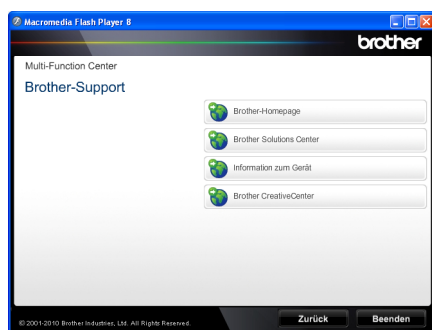 Macromedia Flash Player 8
brother
Multi-Function Center
Brother-Support
Brother-Homepage
Brother Solutions Center
Information zum Gerät
Brother CreativeCenter
© 2001-2010 Brother Industries, Ltd. All Rights Reserved.
Zurück
Beenden